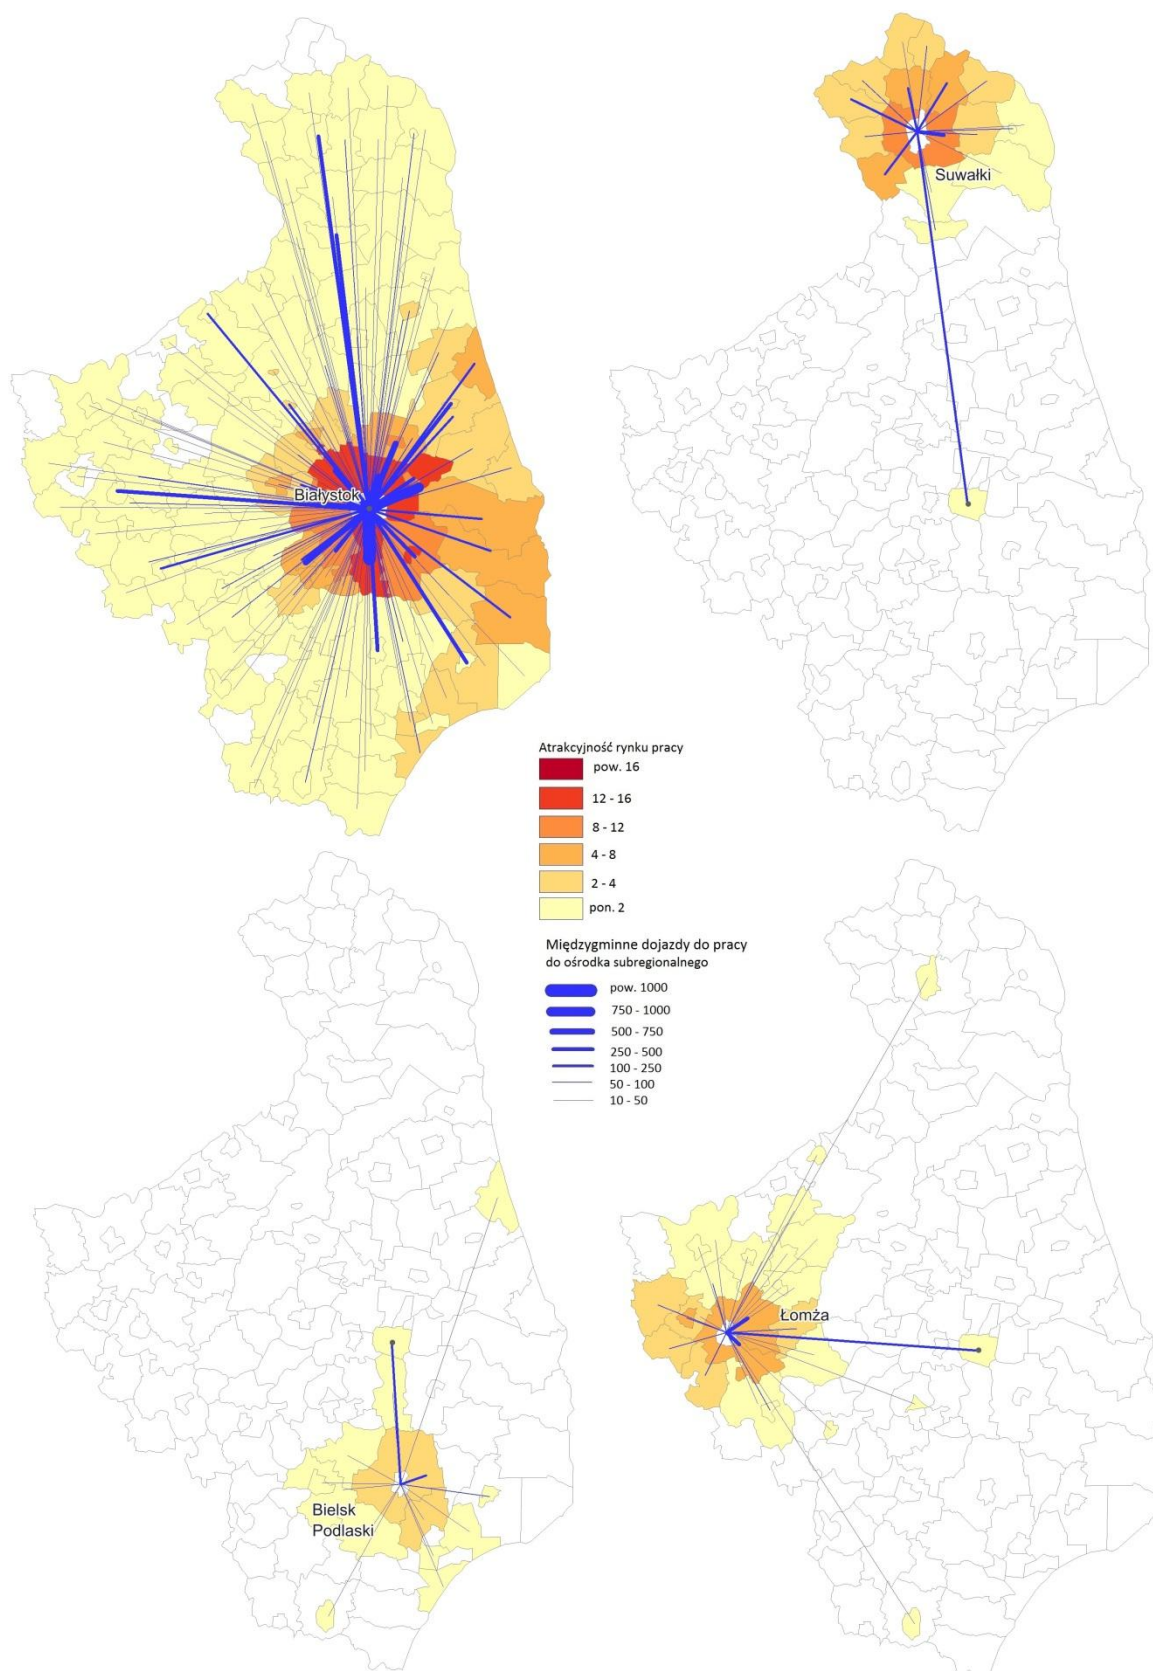 Białystok
Suwałki
Atrakcyjność rynku pracy
pow. 16
12 - 16
8 - 12
4 - 8
2 - 4
pon. 2
Międzygminne dojazdy do pracy
do ośrodka subregionalnego
pow. 1000
750 - 1000
500 - 750
250 - 500
100 - 250
50 - 100
10 - 50
Bielsk
Podlaski
Łomża